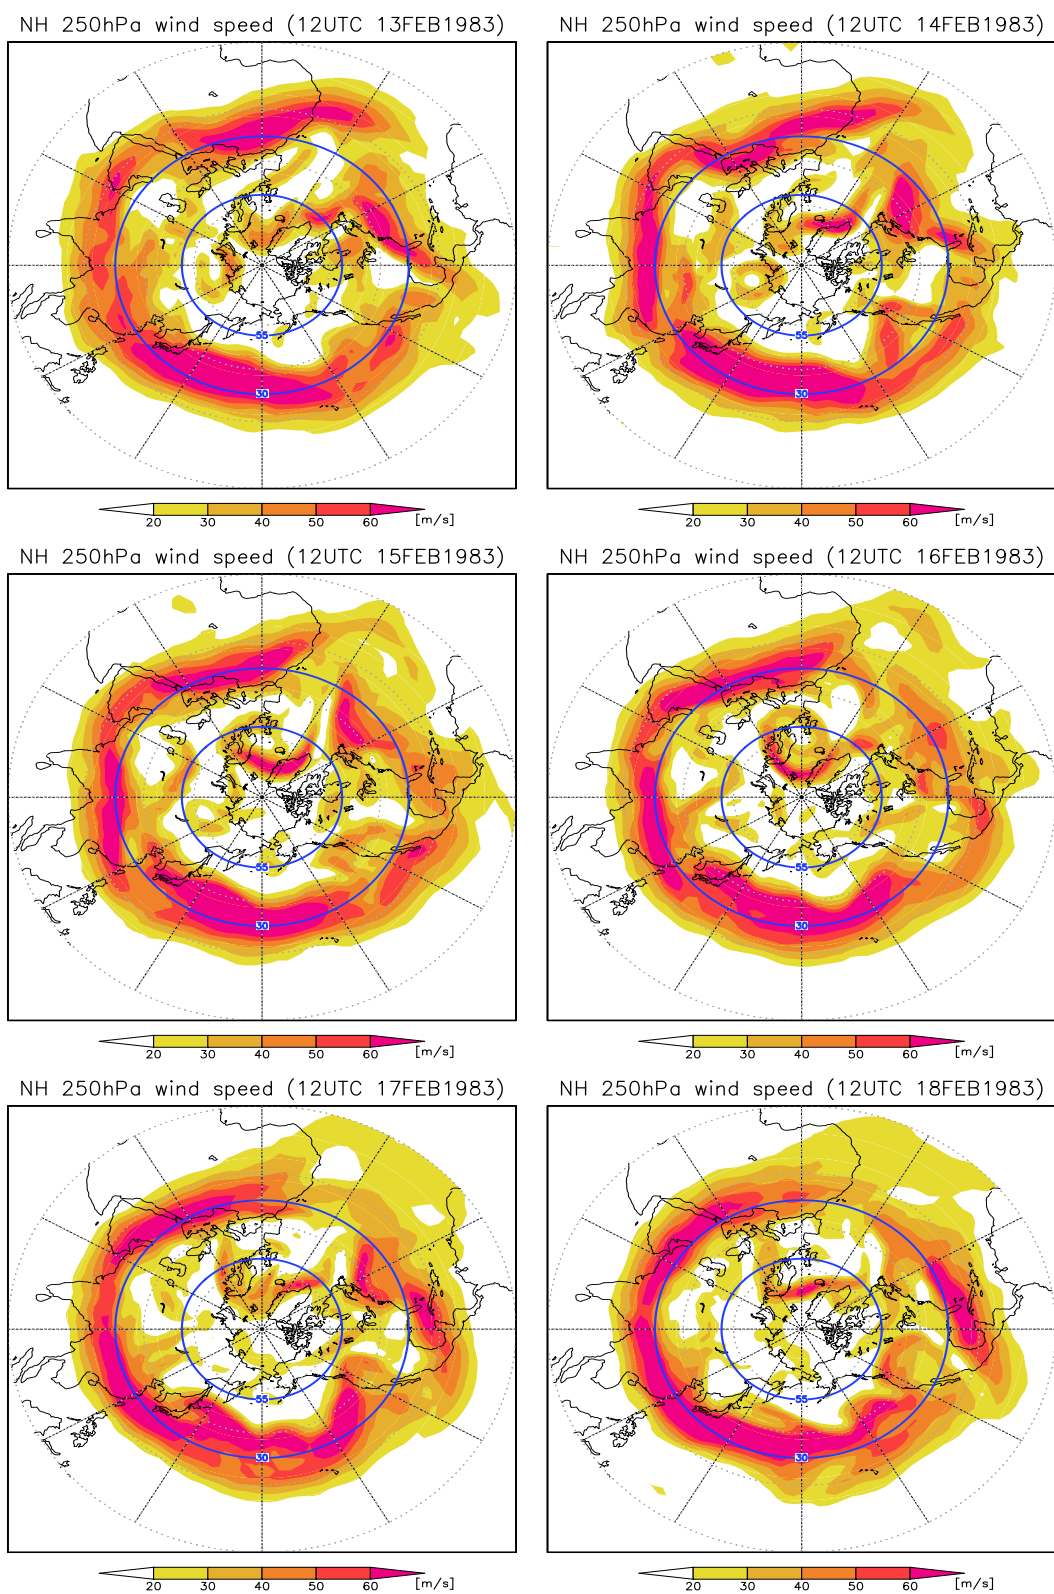 NH 250hPa wind speed (12UTC 13FEB1983)
55
30
20 30 40 50 60 [m/s]
NH 250hPa wind speed (12UTC 14FEB1983)
55
30
20 30 40 50 60 [m/s]
NH 250hPa wind speed (12UTC 15FEB1983)
55
30
20 30 40 50 60 [m/s]
NH 250hPa wind speed (12UTC 16FEB1983)
55
30
20 30 40 50 60 [m/s]
NH 250hPa wind speed (12UTC 17FEB1983)
55
30
20 30 40 50 60 [m/s]
NH 250hPa wind speed (12UTC 18FEB1983)
55
30
20 30 40 50 60 [m/s]